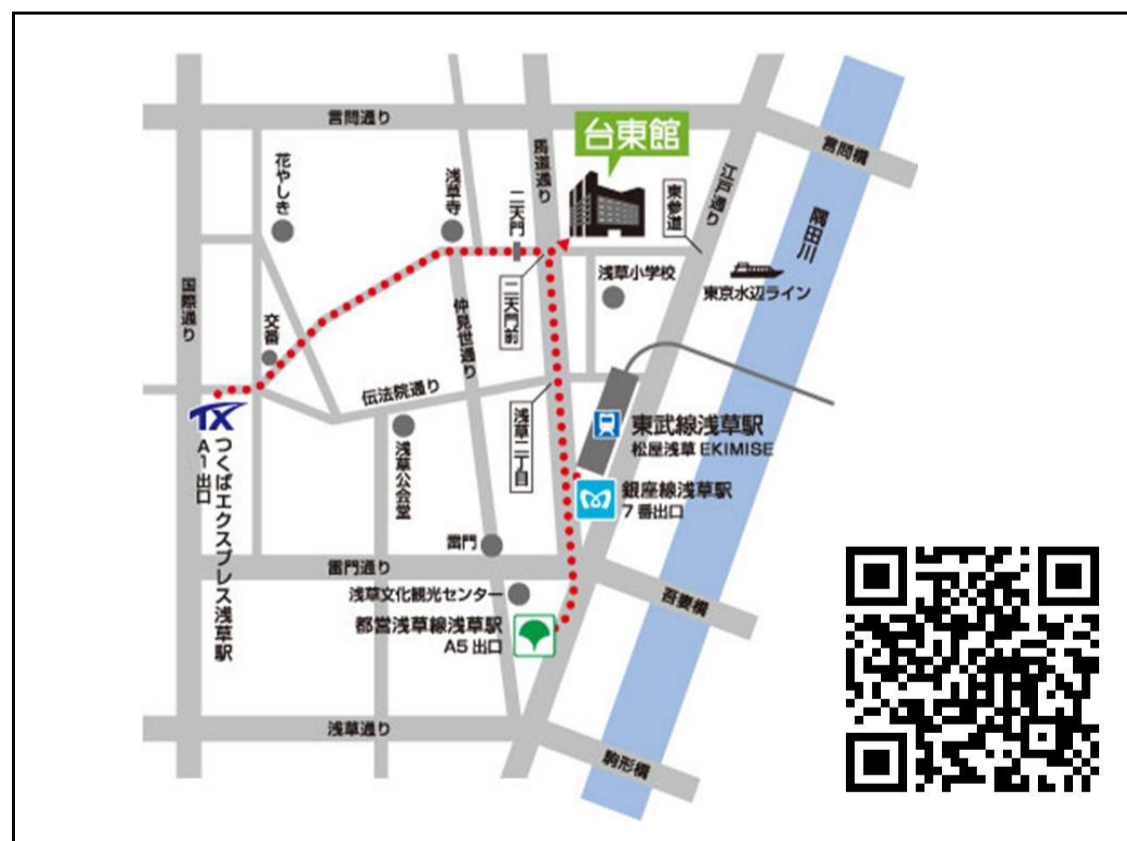 言問通り
台東館
馬道通り
言問橋
花やしき
浅草寺
二天門
東参道
江戸通り
隅田川
国際通り
交番
仲見世通り
二天門前
浅草小学校
東京水辺ライン
伝法院通り
TX
A1出口
つくばエクスプレス浅草駅
浅草公会堂
浅草二丁目
東武線浅草駅
松屋浅草 EKIMISE
銀座線浅草駅
7番出口
雷門
雷門通り
浅草文化観光センター
吾妻橋
都営浅草線浅草駅
A5出口
浅草通り
駒形橋